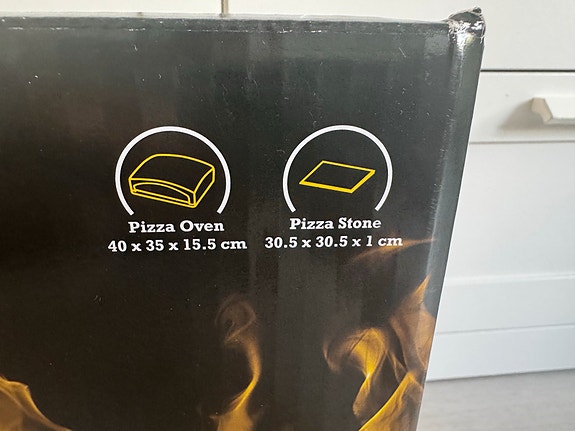 Pizza Oven
40 x 35 x 15.5 cm
Pizza Stone
30.5 x 30.5 x 1 cm